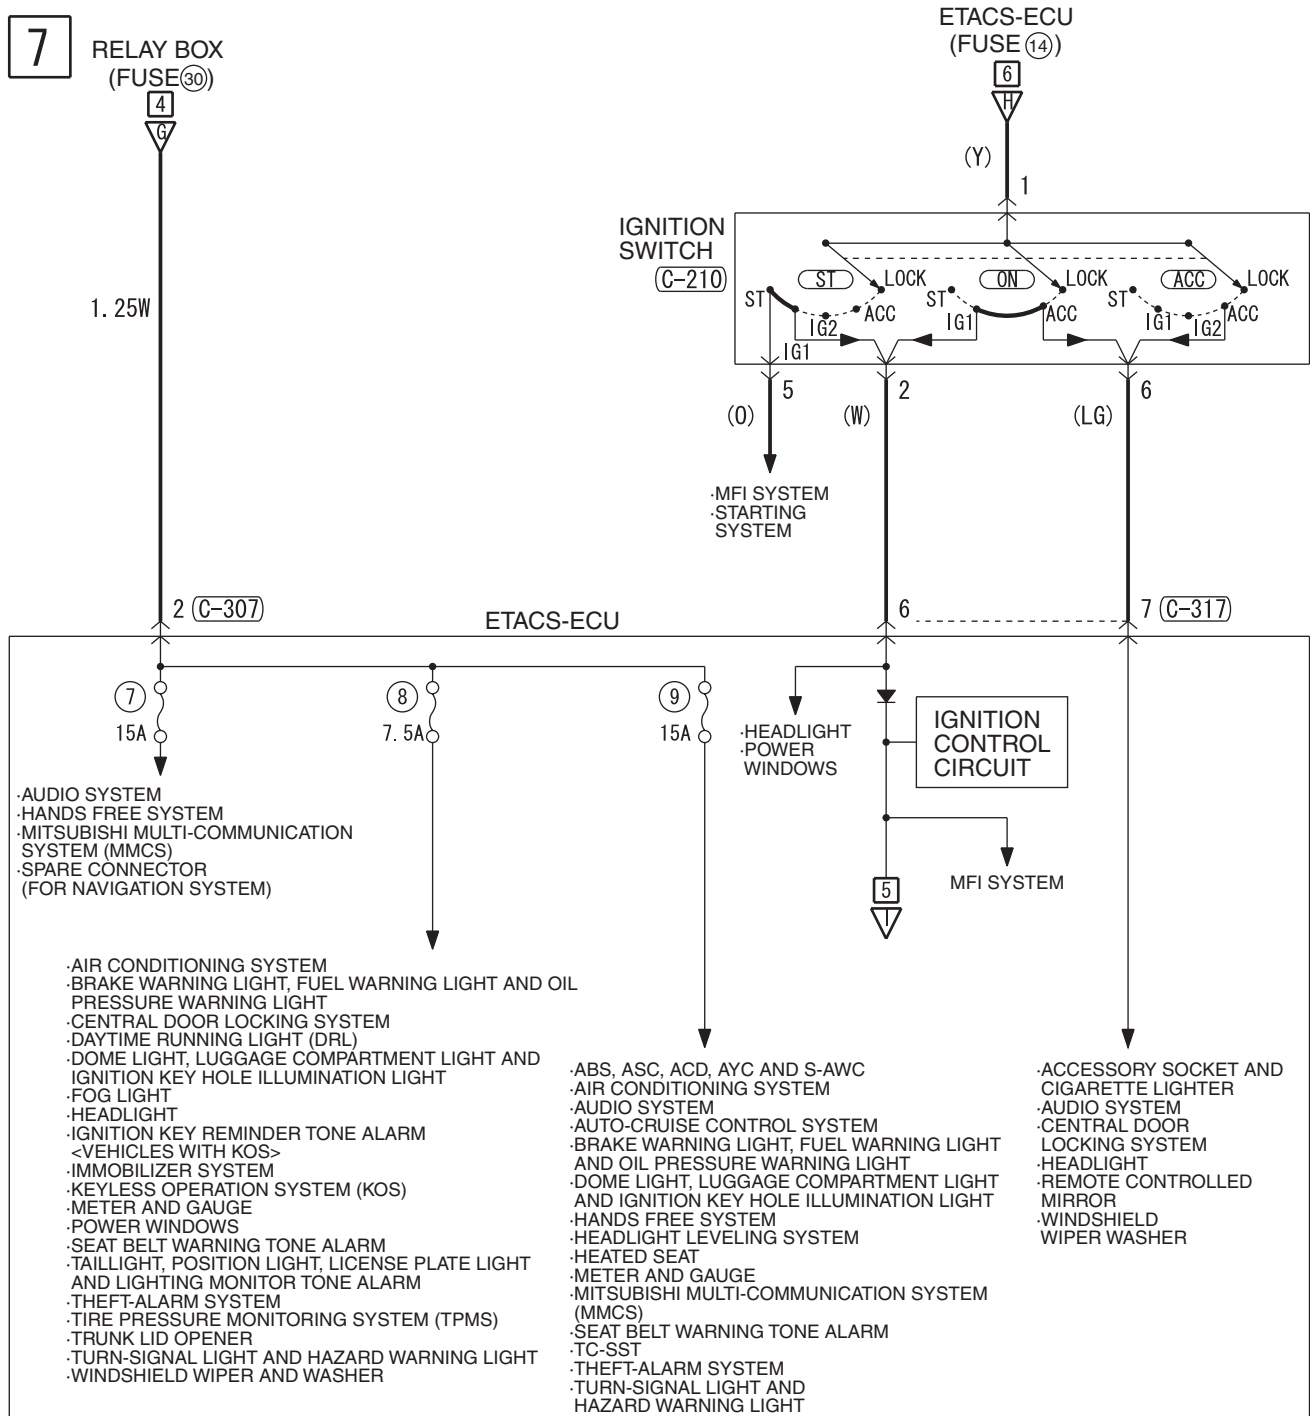 7
RELAY BOX
(FUSE㉚)
4
G
1. 25W
2 (C-307)
ETACS-ECU
(FUSE ⑭)
6
H
(Y)
1
IGNITION
SWITCH
(C-210)
ST
ST
LOCK
IG1
IG2
ACC
ON
ST
LOCK
IG1
ACC
ACC
ST
LOCK
IG1
IG2
ACC
5
2
6
(O)
(W)
(LG)
·MFI SYSTEM
·STARTING
SYSTEM
6
7 (C-317)
ETACS-ECU
7
15A
8
7. 5A
9
15A
·HEADLIGHT
·POWER
WINDOWS
IGNITION
CONTROL
CIRCUIT
MFI SYSTEM
5
I
·AUDIO SYSTEM
·HANDS FREE SYSTEM
·MITSUBISHI MULTI-COMMUNICATION
SYSTEM (MMCS)
·SPARE CONNECTOR
(FOR NAVIGATION SYSTEM)
·AIR CONDITIONING SYSTEM
·BRAKE WARNING LIGHT, FUEL WARNING LIGHT AND OIL
PRESSURE WARNING LIGHT
·CENTRAL DOOR LOCKING SYSTEM
·DAYTIME RUNNING LIGHT (DRL)
·DOME LIGHT, LUGGAGE COMPARTMENT LIGHT AND
IGNITION KEY HOLE ILLUMINATION LIGHT
·FOG LIGHT
·HEADLIGHT
·IGNITION KEY REMINDER TONE ALARM
<VEHICLES WITH KOS>
·IMMOBILIZER SYSTEM
·KEYLESS OPERATION SYSTEM (KOS)
·METER AND GAUGE
·POWER WINDOWS
·SEAT BELT WARNING TONE ALARM
·TAILLIGHT, POSITION LIGHT, LICENSE PLATE LIGHT
AND LIGHTING MONITOR TONE ALARM
·THEFT-ALARM SYSTEM
·TIRE PRESSURE MONITORING SYSTEM (TPMS)
·TRUNK LID OPENER
·TURN-SIGNAL LIGHT AND HAZARD WARNING LIGHT
·WINDSHIELD WIPER AND WASHER
·ABS, ASC, ACD, AYC AND S-AWC
·AIR CONDITIONING SYSTEM
·AUDIO SYSTEM
·AUTO-CRUISE CONTROL SYSTEM
·BRAKE WARNING LIGHT, FUEL WARNING LIGHT
AND OIL PRESSURE WARNING LIGHT
·DOME LIGHT, LUGGAGE COMPARTMENT LIGHT
AND IGNITION KEY HOLE ILLUMINATION LIGHT
·HANDS FREE SYSTEM
·HEADLIGHT LEVELING SYSTEM
·HEATED SEAT
·METER AND GAUGE
·MITSUBISHI MULTI-COMMUNICATION SYSTEM
(MMCS)
·SEAT BELT WARNING TONE ALARM
·TC-SST
·THEFT-ALARM SYSTEM
·TURN-SIGNAL LIGHT AND
HAZARD WARNING LIGHT
·ACCESSORY SOCKET AND
CIGARETTE LIGHTER
·AUDIO SYSTEM
·CENTRAL DOOR
LOCKING SYSTEM
·HEADLIGHT
·REMOTE CONTROLLED
MIRROR
·WINDSHIELD
WIPER WASHER